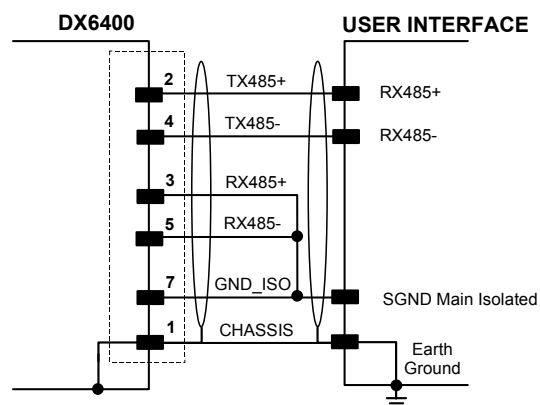 DX6400
USER INTERFACE
2
TX485+
RX485+
4
TX485-
RX485-
3
RX485+
5
RX485-
7
GND_ISO
SGND Main Isolated
1
CHASSIS
Earth
Ground